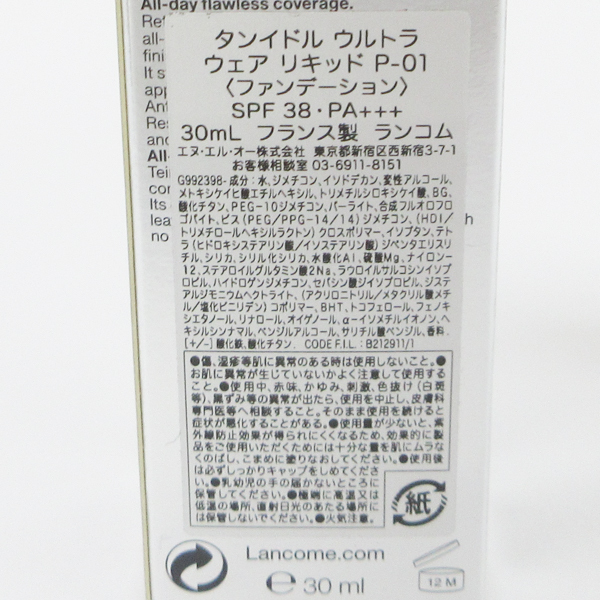 All-day flawless coverage.
Ref
all-
fini
It s
app
Ant
Res
and
All-
Teir
com
Its
lea
no
h
タンイドル ウルトラ
ウェア リキッド P-01
〈ファンデーション〉
SPF 38・PA+++
30mL フランス製 ランコム
エヌ・エル・オー株式会社 東京都新宿区西新宿3-7-1
お客様相談室 03-6911-8151
G992398-成分:水、ジメチコン、イソドデカン、変性アルコール、
メトキシケイヒ酸エチルヘキシル、トリメチルシロキシケイ酸、BG、
酸化チタン、PEG-10ジメチコン、パーライト、合成フルオロフロ
ゴパイト、ビス(PEG/PPG-14/14)ジメチコン、(HDI/
トリメチロールヘキシルラクトン)クロスポリマー、イソブタン、テト
ラ(ヒドロキシステアリン酸/イソステアリン酸)ジペンタエリスリ
チル、シリカ、シリル化シリカ、水酸化Al、硫酸Mg、ナイロン-
12、ステアロイルグルタミン酸2Na、ラウロイルサルコシンイソプ
ロピル、ハイドロゲンジメチコン、セバシン酸ジイソプロピル、ジステ
アルジモニウムヘクトライト、(アクリロニトリル/メタクリル酸メチ
ル/塩化ビニリデン)コポリマー、BHT、トコフェロール、フェノキ
シエタノール、リナロール、オイゲノール、α-イソメチルイオノン、ヘ
キシルシンナマル、ベンジルアルコール、サリチル酸ベンジル、香料
[+/-]酸化鉄、酸化チタン. CODE F.I.L. : B212911/1
●傷、湿疹等肌に異常のある時は使用しないこと。●
お肌に異常が生じていないかよく注意して使用する
こと。●使用中、赤味、かゆみ、刺激、色抜け(白斑
等)、黒ずみ等の異常が出たら、使用を中止し、皮膚科
専門医等へ相談すること。そのまま使用を続けると
症状が悪化することがある。●使用量が少ないと、紫
外線防止効果が得られにくくなるため、効果的に製
品をご使用いただくためには十分な量を肌にムラな
くのばし、こまめに塗りなおしてください。●使用後
は必ずしっかりキャップをしめてくださ
い。●乳幼児の手の届かないところに
保管してください。●極端に高温又は
低温の場所、直射日光のあたる場所に
は保管しないでください。●火気注意。
紙
Lancome.com
℮ 30 ml
12 M